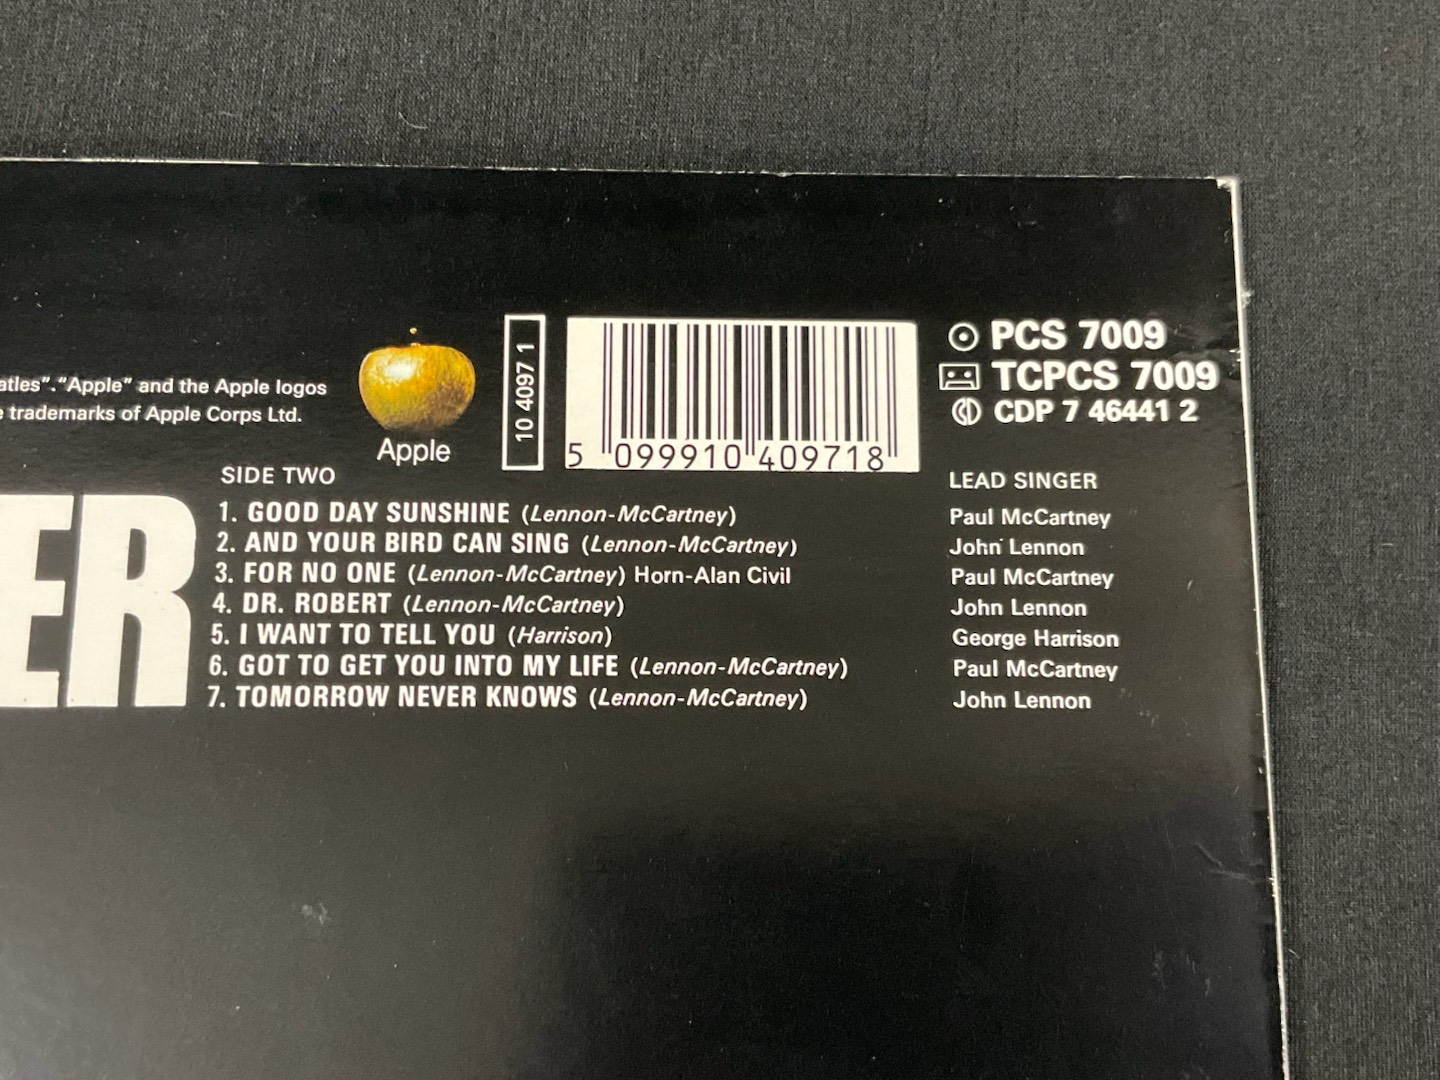 atles". "Apple" and the Apple logos
e trademarks of Apple Corps Ltd.
Apple
10 4097 1
5 099910 409718
PCS 7009
TCPCS 7009
CDP 7 46441 2
ER
SIDE TWO
LEAD SINGER
1. GOOD DAY SUNSHINE (Lennon-McCartney) Paul McCartney
2. AND YOUR BIRD CAN SING (Lennon-McCartney) John Lennon
3. FOR NO ONE (Lennon-McCartney) Horn-Alan Civil Paul McCartney
4. DR. ROBERT (Lennon-McCartney) John Lennon
5. I WANT TO TELL YOU (Harrison) George Harrison
6. GOT TO GET YOU INTO MY LIFE (Lennon-McCartney) Paul McCartney
7. TOMORROW NEVER KNOWS (Lennon-McCartney) John Lennon